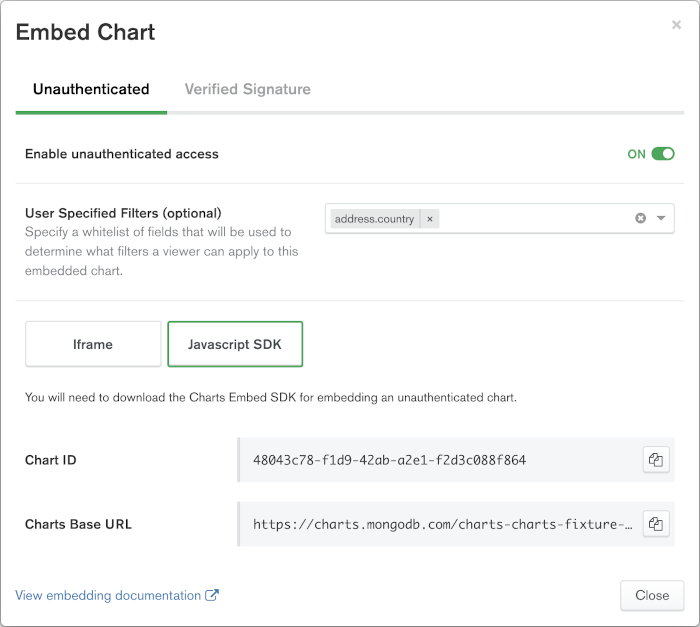 Embed Chart
×
Unauthenticated Verified Signature
Enable unauthenticated access ON
User Specified Filters (optional)
address.country ×
Specify a whitelist of fields that will be used to
determine what filters a viewer can apply to this
embedded chart.
Iframe Javascript SDK
You will need to download the Charts Embed SDK for embedding an unauthenticated chart.
Chart ID 48043c78-f1d9-42ab-a2e1-f2d3c088f864
Charts Base URL https://charts.mongodb.com/charts-charts-fixture-…
View embedding documentation Close